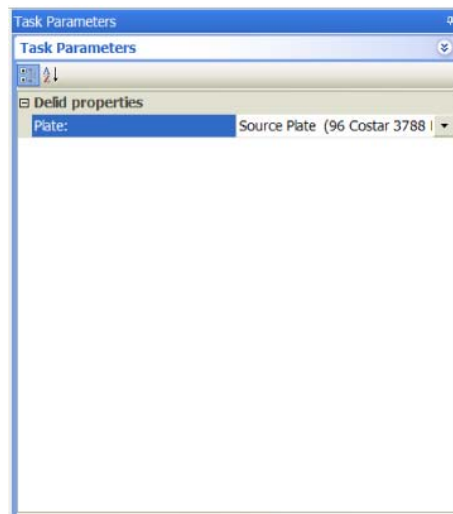 Task Parameters
Task Parameters
Delid properties
Plate: Source Plate (96 Costar 3788